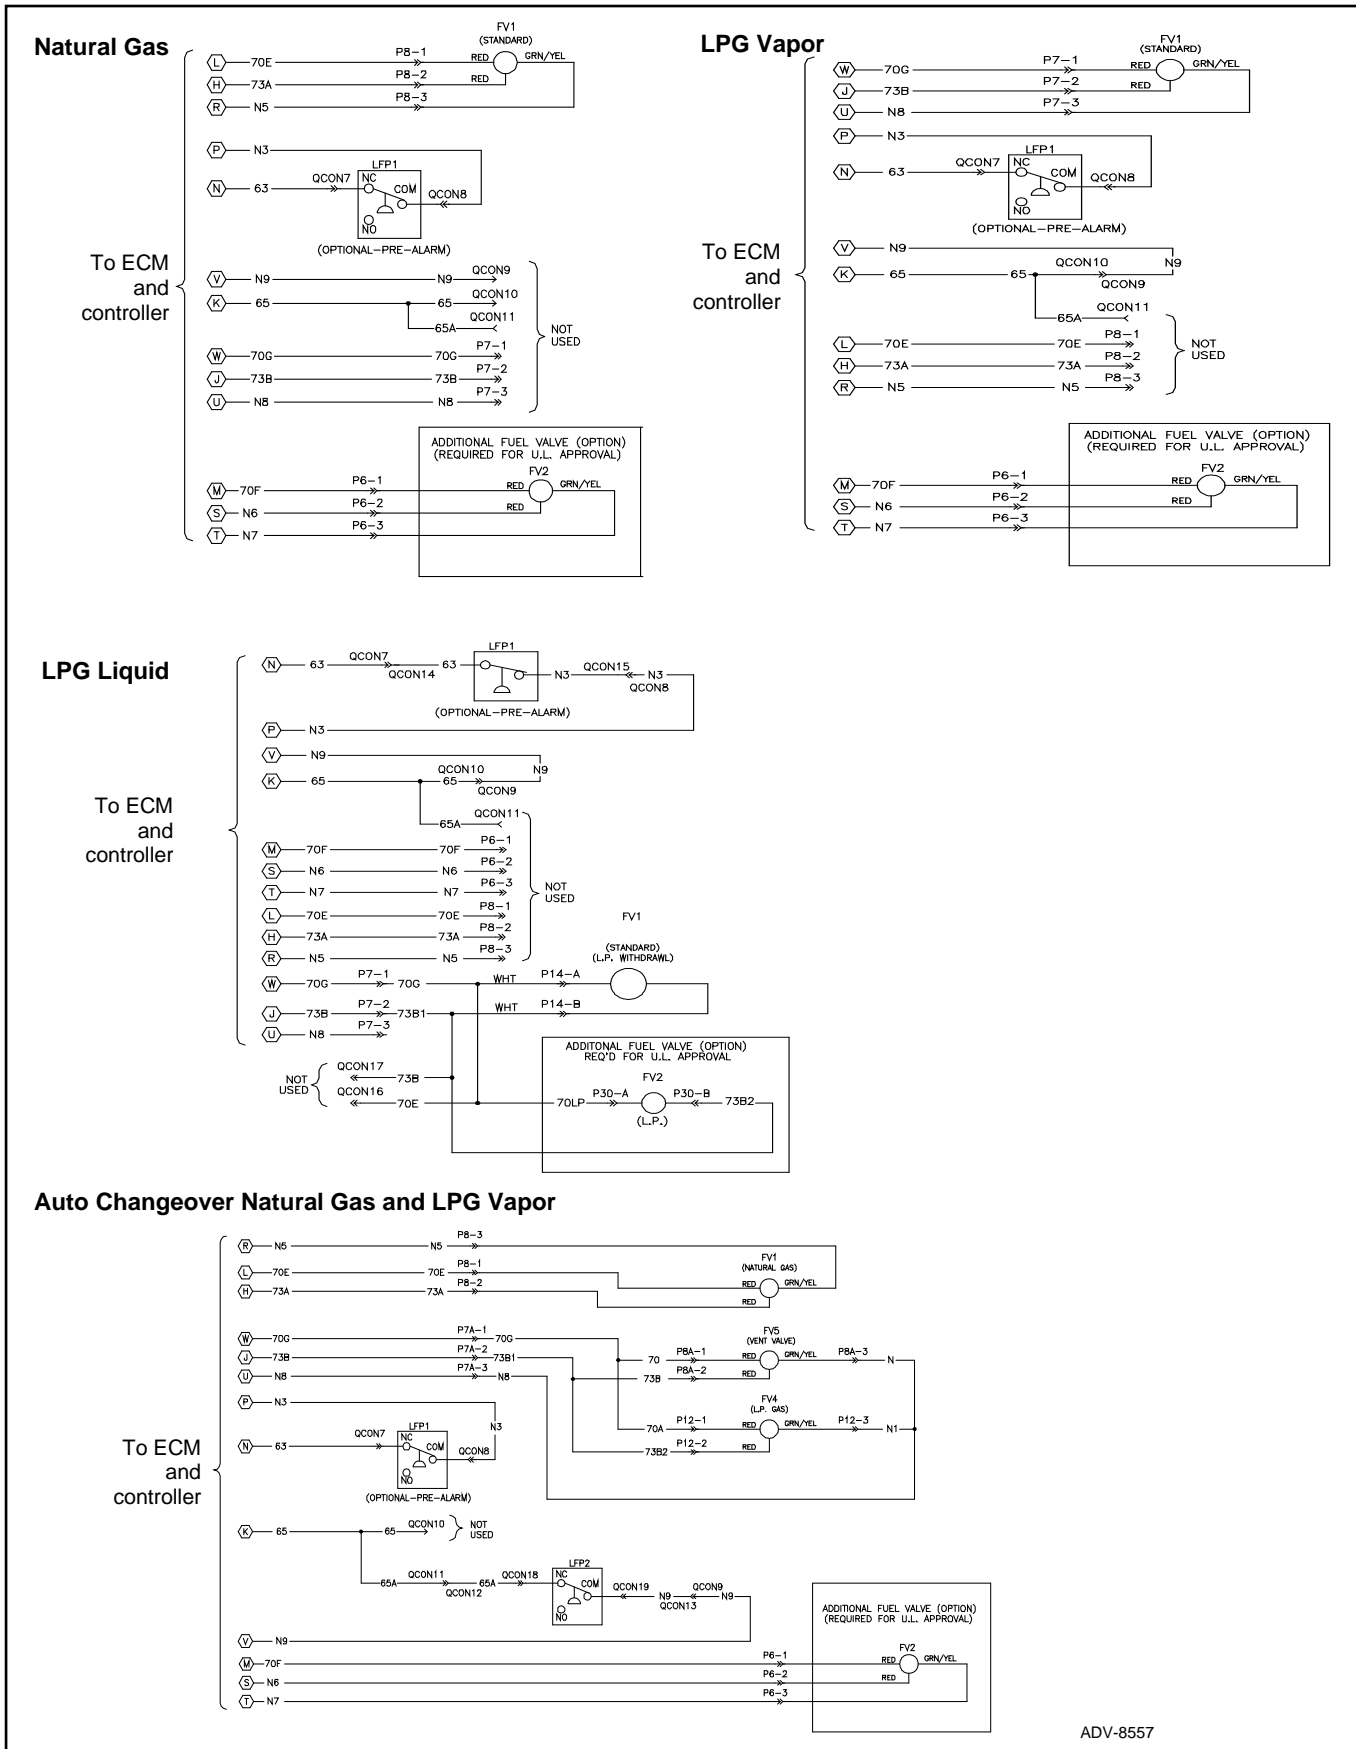 Natural Gas
FV1
(STANDARD)
L 70E P8-1 RED GRN/YEL
H 73A P8-2 RED
R N5 P8-3
P N3
LFP1
N 63 QCON7 NC COM QCON8
NO
(OPTIONAL-PRE-ALARM)
To ECM
and
controller
V N9 N9 QCON9
K 65 65 QCON10
65A QCON11
NOT
USED
W 70G 70G P7-1
J 73B 73B P7-2
U N8 N8 P7-3
ADDITIONAL FUEL VALVE (OPTION)
(REQUIRED FOR U.L. APPROVAL)
FV2
M 70F P6-1 RED GRN/YEL
S N6 P6-2 RED
T N7 P6-3
LPG Vapor
FV1
(STANDARD)
W 70G P7-1 RED GRN/YEL
J 73B P7-2 RED
U N8 P7-3
P N3
LFP1
N 63 QCON7 NC COM QCON8
NO
(OPTIONAL-PRE-ALARM)
To ECM
and
controller
V N9 N9
K 65 65 QCON10
QCON9
65A QCON11
L 70E 70E P8-1
H 73A 73A P8-2
R N5 N5 P8-3
NOT
USED
ADDITIONAL FUEL VALVE (OPTION)
(REQUIRED FOR U.L. APPROVAL)
FV2
M 70F P6-1 RED GRN/YEL
S N6 P6-2 RED
T N7 P6-3
LPG Liquid
LFP1
N 63 QCON7 63 N3 QCON15 N3
QCON14 QCON8
(OPTIONAL-PRE-ALARM)
P N3
V N9 N9
K 65 65 QCON10
QCON9
65A QCON11
To ECM
and
controller
M 70F 70F P6-1
S N6 N6 P6-2
T N7 N7 P6-3
L 70E 70E P8-1
H 73A 73A P8-2
R N5 N5 P8-3
NOT
USED
FV1
(STANDARD)
(L.P. WITHDRAWL)
W 70G P7-1 70G WHT P14-A
J 73B P7-2 73B1 WHT P14-B
U N8 P7-3
ADDITONAL FUEL VALVE (OPTION)
REQ'D FOR U.L. APPROVAL
NOT
USED
QCON17 73B
QCON16 70E
FV2
70LP P30-A P30-B 73B2
(L.P.)
Auto Changeover Natural Gas and LPG Vapor
R N5 N5 P8-3
FV1
(NATURAL GAS)
L 70E 70E P8-1 RED GRN/YEL
H 73A 73A P8-2 RED
W 70G P7A-1 70G
J 73B P7A-2 73B1
U N8 P7A-3 N8
FV5
(VENT VALVE)
70 P8A-1 RED GRN/YEL P8A-3 N
73B P8A-2 RED
FV4
(L.P. GAS)
70A P12-1 RED GRN/YEL P12-3 N1
73B2 P12-2 RED
P N3 N3
LFP1
N 63 QCON7 NC COM QCON8
NO
(OPTIONAL-PRE-ALARM)
To ECM
and
controller
K 65 65 QCON10
NOT
USED
LFP2
65A QCON11 65A QCON18 NC COM QCON19 N9 QCON9 N9
QCON12 QCON13
NO
V N9
ADDITIONAL FUEL VALVE (OPTION)
(REQUIRED FOR U.L. APPROVAL)
FV2
M 70F P6-1 RED GRN/YEL
S N6 P6-2 RED
T N7 P6-3
ADV-8557